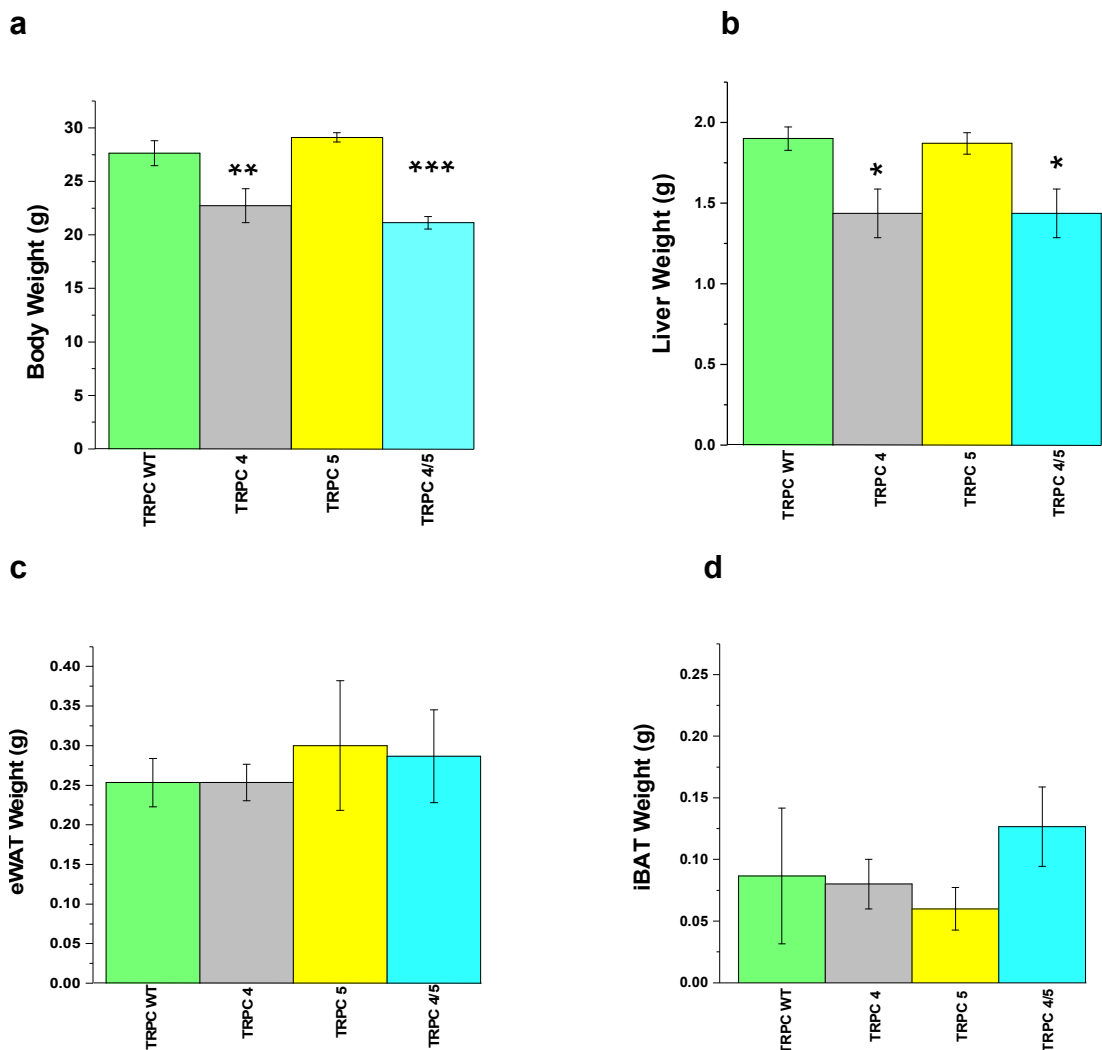 a
Body Weight (g)
30
25
20
15
10
5
0
**
***
TRPC WT
TRPC 4
TRPC 5
TRPC 4/5
b
Liver Weight (g)
2.0
1.5
1.0
0.5
0.0
*
*
TRPC WT
TRPC 4
TRPC 5
TRPC 4/5
c
eWAT Weight (g)
0.40
0.35
0.30
0.25
0.20
0.15
0.10
0.05
0.00
TRPC WT
TRPC 4
TRPC 5
TRPC 4/5
d
iBAT Weight (g)
0.25
0.20
0.15
0.10
0.05
0.00
TRPC WT
TRPC 4
TRPC 5
TRPC 4/5